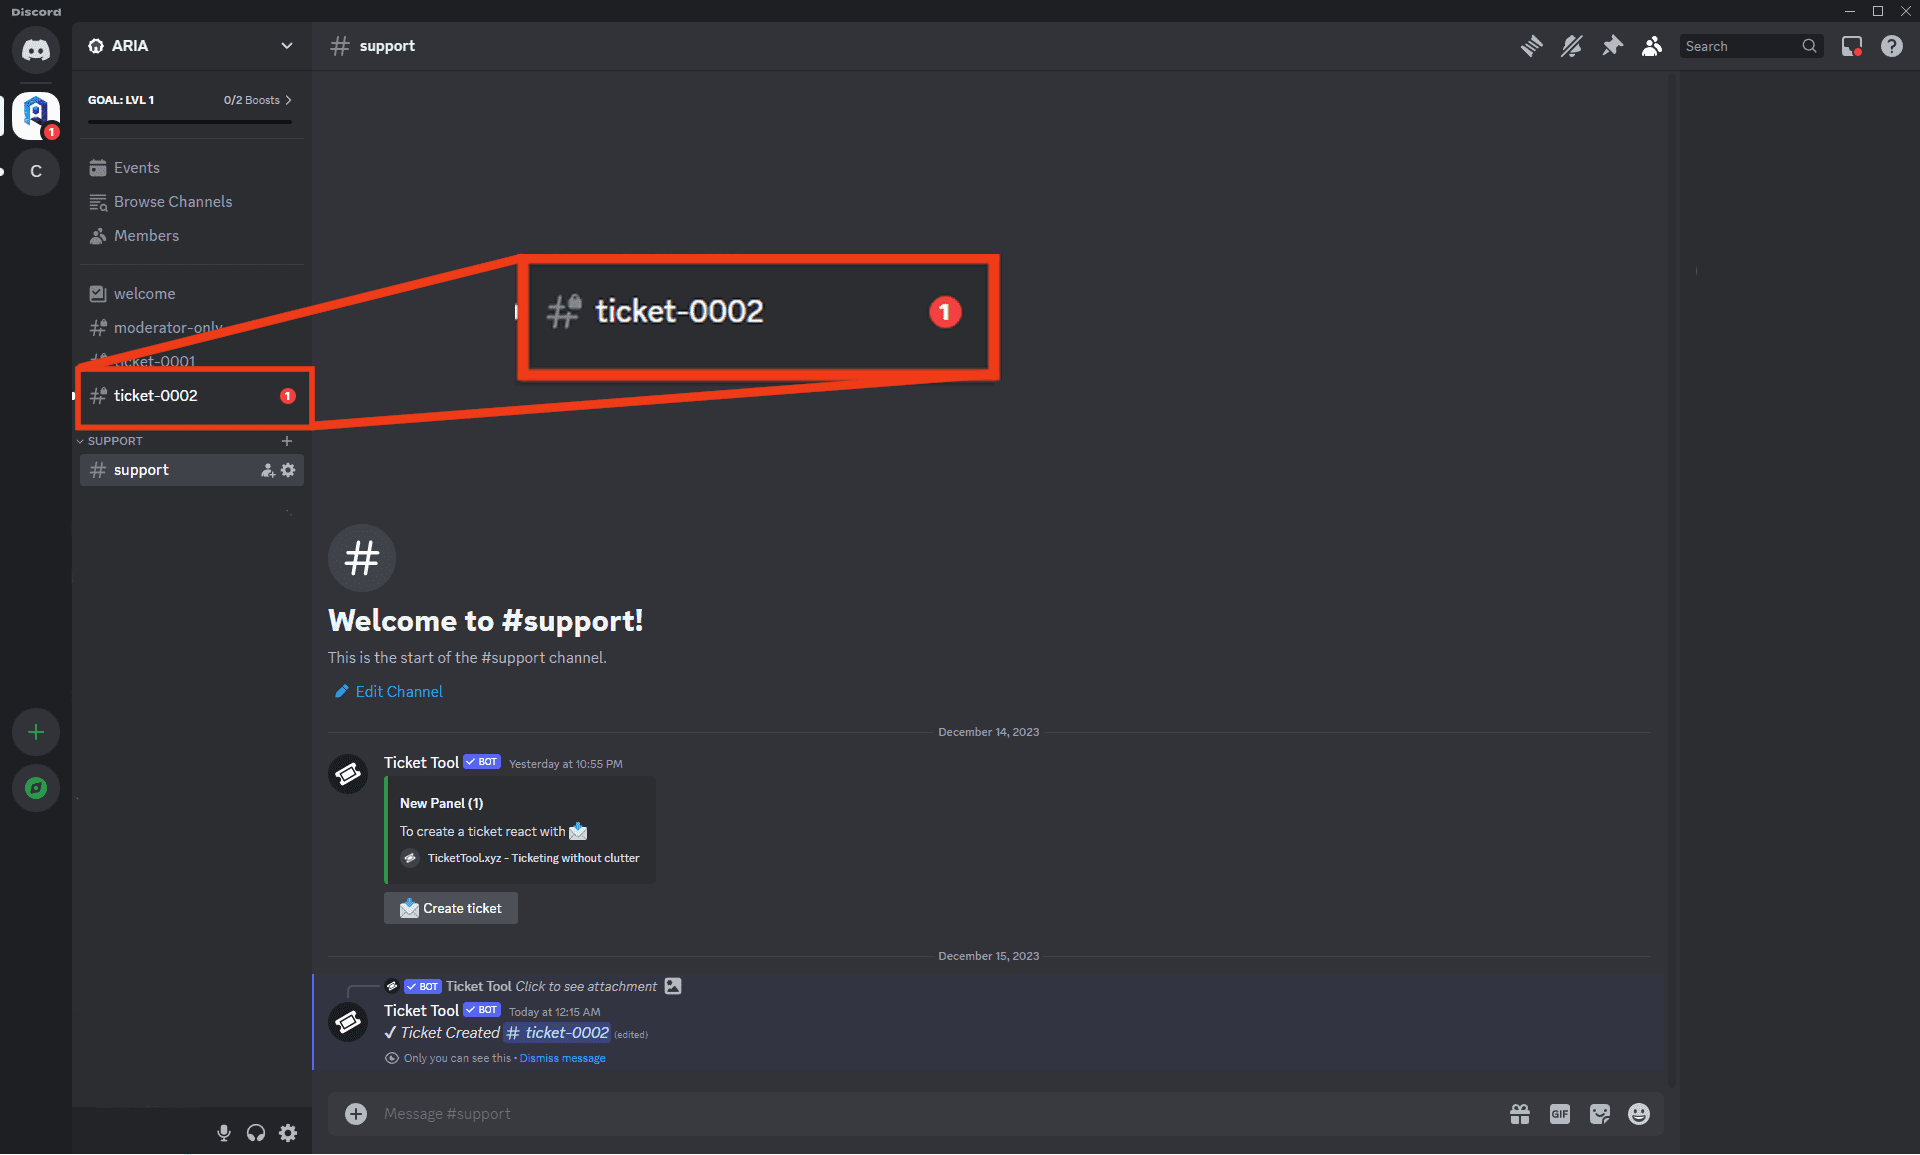 Discord
ARIA
support
Search
GOAL: LVL 1
0/2 Boosts
1
C
Events
Browse Channels
Members
welcome
moderator-only
ticket-0001
ticket-0002
1
ticket-0002
1
SUPPORT
support
Welcome to #support!
This is the start of the #support channel.
Edit Channel
December 14, 2023
Ticket Tool BOT Yesterday at 10:55 PM
New Panel (1)
To create a ticket react with
TicketTool.xyz - Ticketing without clutter
Create ticket
December 15, 2023
BOT Ticket Tool Click to see attachment
Ticket Tool BOT Today at 12:15 AM
Ticket Created # ticket-0002 (edited)
Only you can see this • Dismiss message
Message #support
GIF